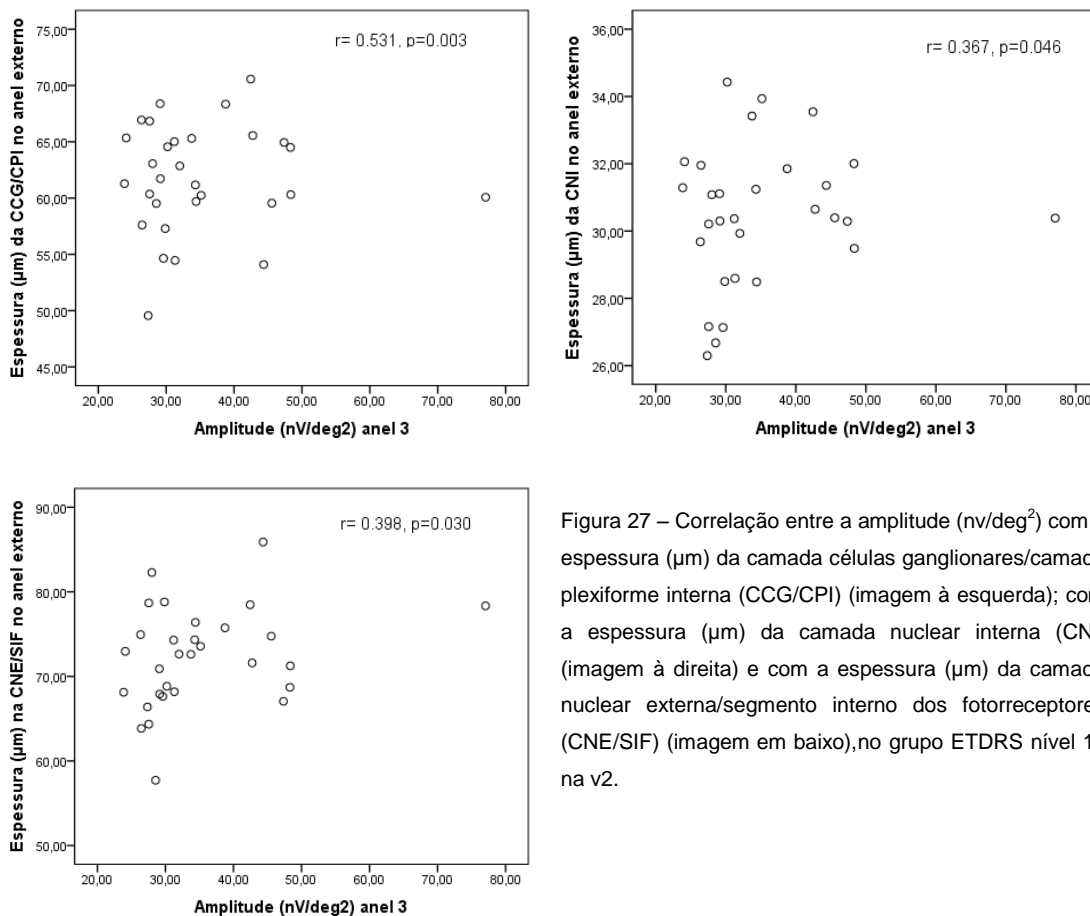 r= 0.531, p=0.003
Espessura (µm) da CCG/CPI no anel externo
75,00
70,00
65,00
60,00
55,00
50,00
45,00
20,00 30,00 40,00 50,00 60,00 70,00 80,00
Amplitude (nV/deg2) anel 3
r= 0.367, p=0.046
Espessura (µm) da CNI no anel externo
36,00
34,00
32,00
30,00
28,00
26,00
20,00 30,00 40,00 50,00 60,00 70,00 80,00
Amplitude (nV/deg2) anel 3
r= 0.398, p=0.030
Espessura (µm) na CNE/SIF no anel externo
90,00
80,00
70,00
60,00
50,00
20,00 30,00 40,00 50,00 60,00 70,00 80,00
Amplitude (nV/deg2) anel 3
Figura 27 – Correlação entre a amplitude (nv/deg²) com
espessura (µm) da camada células ganglionares/camad
plexiforme interna (CCG/CPI) (imagem à esquerda); co
a espessura (µm) da camada nuclear interna (CN
(imagem à direita) e com a espessura (µm) da camad
nuclear externa/segmento interno dos fotorreceptore
(CNE/SIF) (imagem em baixo),no grupo ETDRS nível 1
na v2.